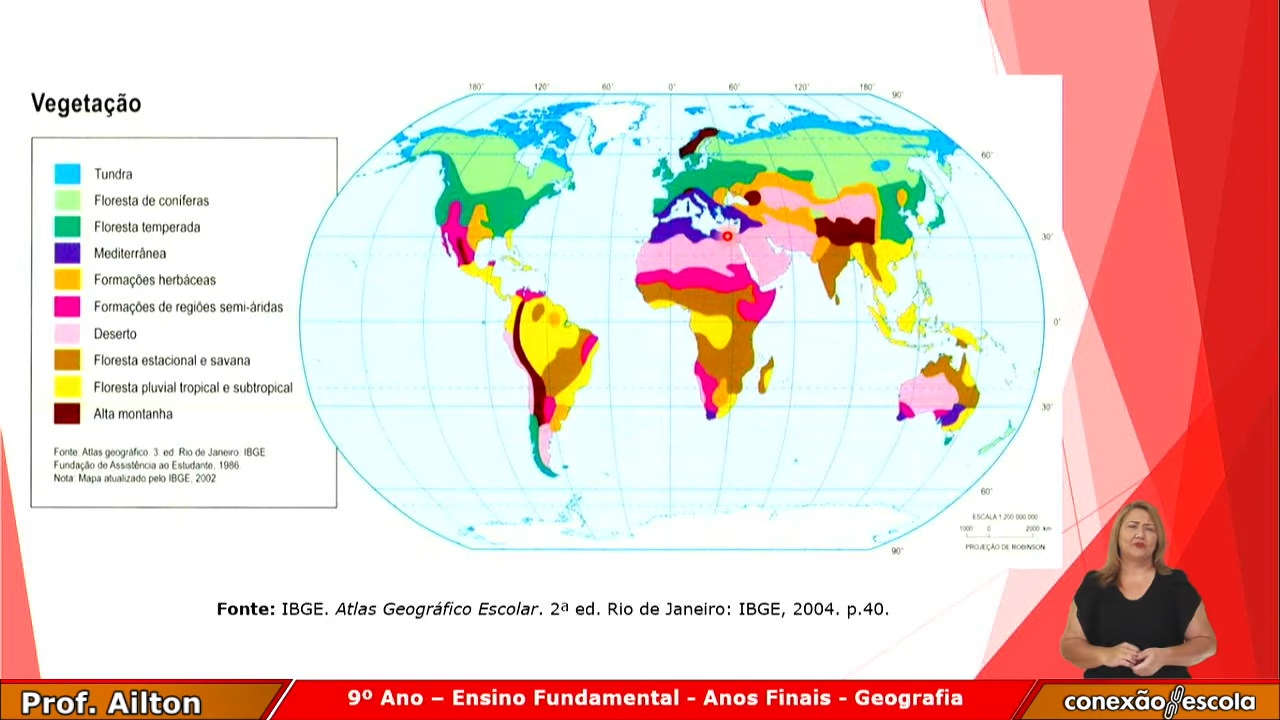 Vegetação
Tundra
Floresta de coníferas
Floresta temperada
Mediterrânea
Formações herbáceas
Formações de regiões semi-áridas
Deserto
Floresta estacional e savana
Floresta pluvial tropical e subtropical
Alta montanha
Fonte: Atlas geográfico. 3. ed. Rio de Janeiro: IBGE
Fundação de Assistência ao Estudante, 1986
Nota: Mapa atualizado pelo IBGE, 2002
180° 120° 60° 0° 60° 120° 180°
90°
60°
30°
0°
30°
60°
90°
ESCALA 1:200 000 000
1000 0 2000 km
PROJEÇÃO DE ROBINSON
Fonte: IBGE. Atlas Geográfico Escolar. 2ª ed. Rio de Janeiro: IBGE, 2004. p.40.
Prof. Ailton
9º Ano – Ensino Fundamental - Anos Finais - Geografia
conexão escola